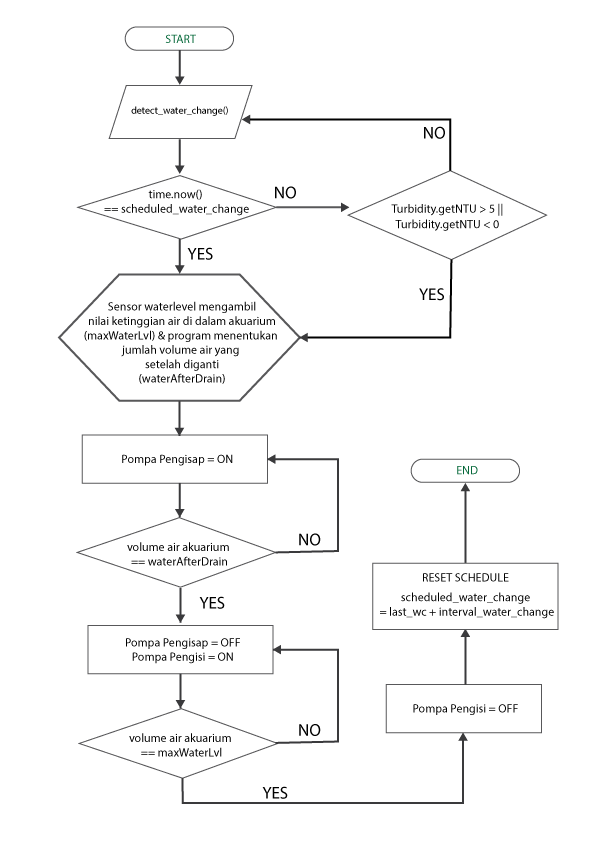 START
detect_water_change()
NO
time.now()
== scheduled_water_change
NO
Turbidity.getNTU > 5 ||
Turbidity.getNTU < 0
YES
YES
Sensor waterlevel mengambil
nilai ketinggian air di dalam akuarium
(maxWaterLvl) & program menentukan
jumlah volume air yang
setelah diganti
(waterAfterDrain)
Pompa Pengisap = ON
volume air akuarium
== waterAfterDrain
NO
YES
Pompa Pengisap = OFF
Pompa Pengisi = ON
volume air akuarium
== maxWaterLvl
NO
YES
Pompa Pengisi = OFF
RESET SCHEDULE
scheduled_water_change
= last_wc + interval_water_change
END